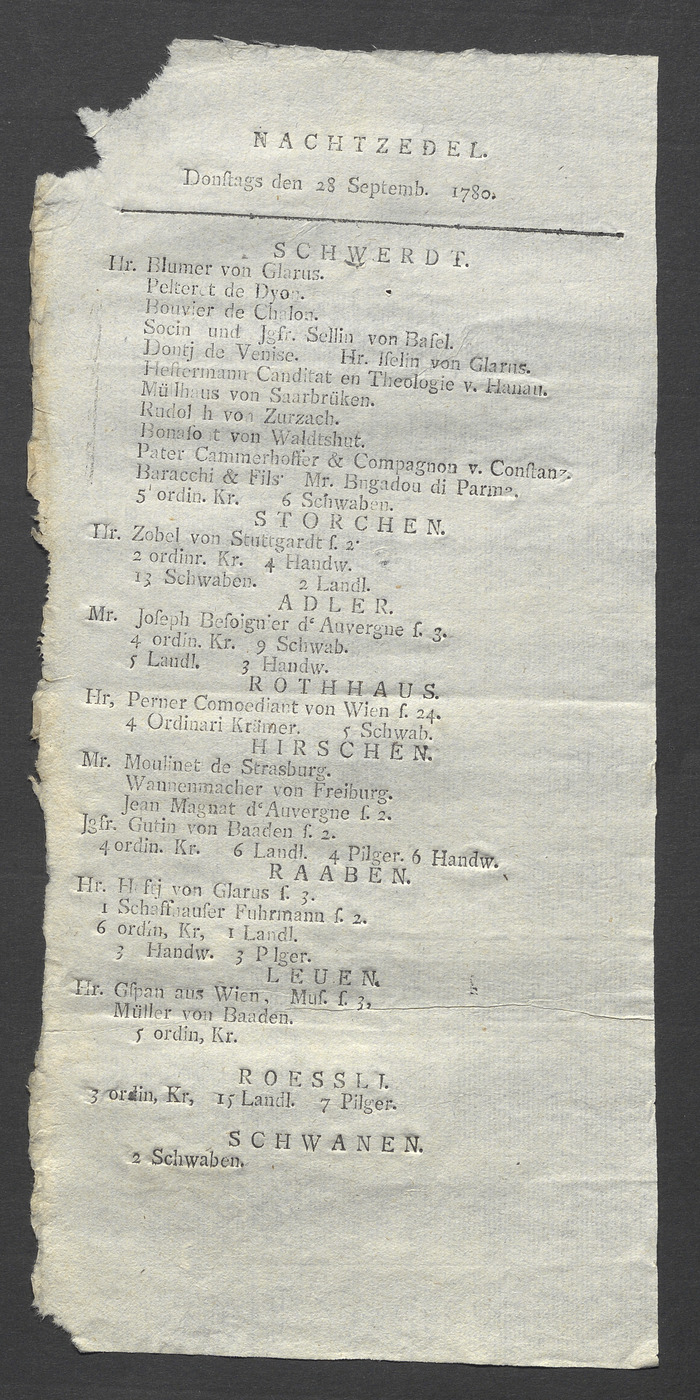 NACHTZEDEL.
Donſtags den 28 Septemb. 1780.
SCHWERDT.
Hr. Blumer von Glarus.
de Dyon.
Bouvier de Chalon.
Socin und Jgfr. Sellin von Baſel.
Dontj de Veniſe. Hr. Iſelin von Glarus.
Heſtermann Canditat en Theologie v. Hanau.
Müllhaus von Saarbrüken.
von Zurzach.
von Waldtshut.
Pater Cammerhoffer & Compagnon v. Conſtanz.
Baracchi & Fils Mr. Brigadou di Parma.
5 ordin. Kr. 6 Schwaben.
STORCHEN.
Hr. Zobel von Stuttgardt ſ. 2.
2 ordinr. Kr. 4 Handw.
13 Schwaben. 2 Landl.
ADLER.
Mr. Joſeph Beſoignier d' Auvergne ſ. 3.
4 ordin. Kr. 9 Schwab.
5 Landl. 3 Handw.
ROTHHAUS.
Hr, Perner Comoediant von Wien ſ. 24.
4 Ordinari Krämer. 5 Schwab.
HIRSCHEN.
Mr. Moulinet de Strasburg.
Wannenmacher von Freiburg.
Jean Magnat d' Auvergne ſ. 2.
Jgfr. Gutin von Baaden ſ. 2.
4 ordin. Kr. 6 Landl. 4 Pilger. 6 Handw.
RAABEN.
Hr. von Glarus ſ. 3.
1 Schaffhauſer Fuhrmann ſ. 2.
6 ordin, Kr, 1 Landl.
3 Handw. 3 P lger.
LEUEN.
Hr. Gſpan aus Wien, Muſ. ſ. 3,
Müller von Baaden.
5 ordin, Kr.
ROESSLI.
3 ordin, Kr, 15 Landl. 7 Pilger.
SCHWANEN.
2 Schwaben.